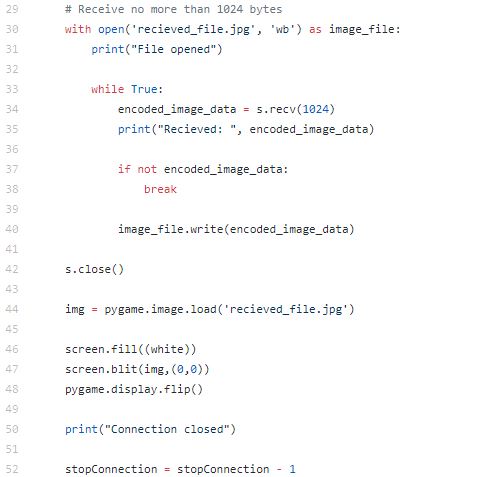 29 # Receive no more than 1024 bytes
30 with open('recieved_file.jpg', 'wb') as image_file:
31 print("File opened")
32
33 while True:
34 encoded_image_data = s.recv(1024)
35 print("Recieved: ", encoded_image_data)
36
37 if not encoded_image_data:
38 break
39
40 image_file.write(encoded_image_data)
41
42 s.close()
43
44 img = pygame.image.load('recieved_file.jpg')
45
46 screen.fill((white))
47 screen.blit(img,(0,0))
48 pygame.display.flip()
49
50 print("Connection closed")
51
52 stopConnection = stopConnection - 1